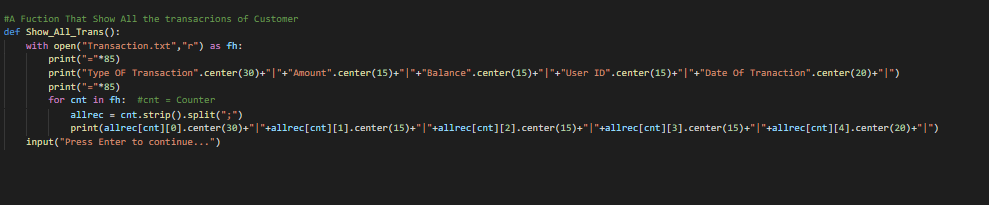 #A Fuction That Show All the transacrions of Customer
def Show_All_Trans():
    with open("Transaction.txt","r") as fh:
        print("="*85)
        print("Type OF Transaction".center(30)+"|"+"Amount".center(15)+"|"+"Balance".center(15)+"|"+"User ID".center(15)+"|"+"Date Of Tranaction".center(20)+"|")
        print("="*85)
        for cnt in fh:  #cnt = Counter
            allrec = cnt.strip().split(";")
            print(allrec[cnt][0].center(30)+"|"+allrec[cnt][1].center(15)+"|"+allrec[cnt][2].center(15)+"|"+allrec[cnt][3].center(15)+"|"+allrec[cnt][4].center(20)+"|")
    input("Press Enter to continue...")